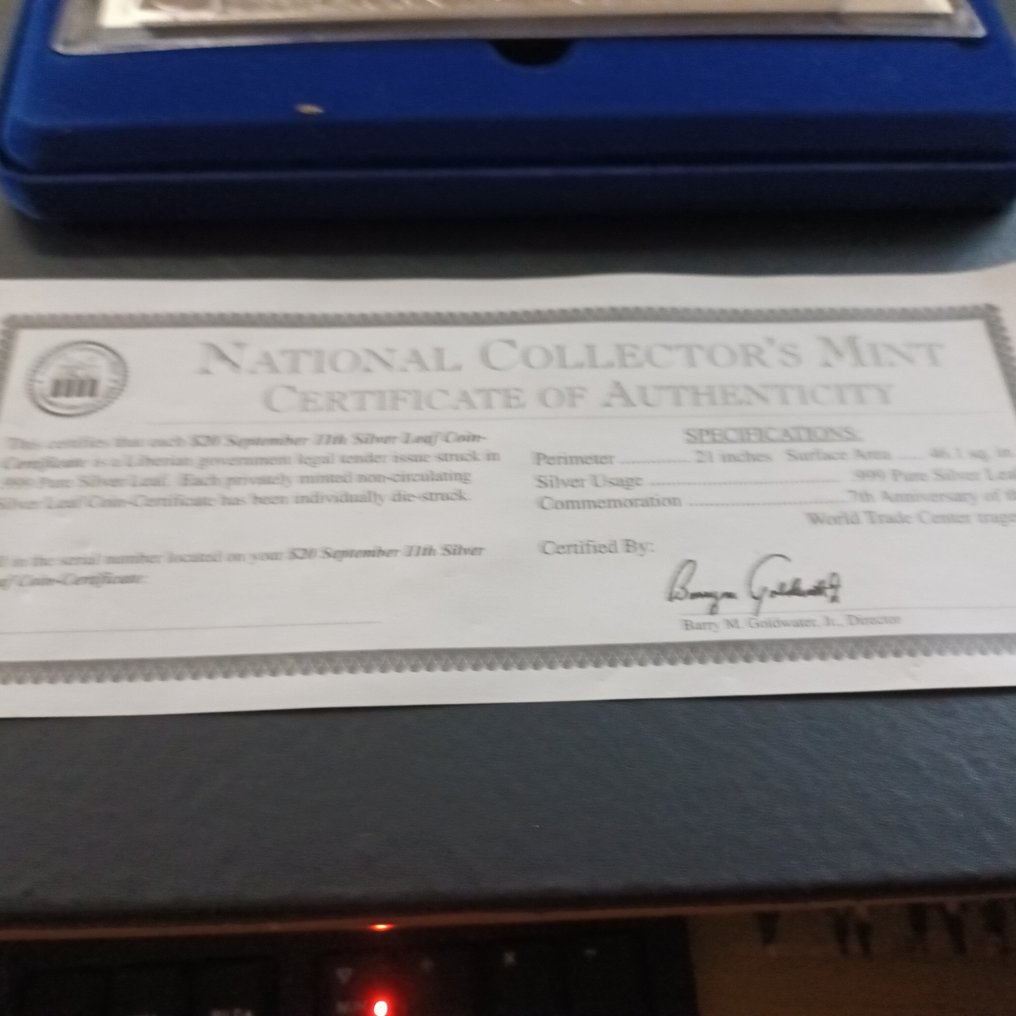 NATIONAL COLLECTOR'S MINT
CERTIFICATE OF AUTHENTICITY
This certifies that each $20 September 11th Silver Leaf Coin-
Certificate is a Liberian government legal tender issue struck in
.999 Pure Silver Leaf. Each privately minted non-circulating
Silver Leaf Coin-Certificate has been individually die-struck.
in the serial number located on your $20 September 11th Silver
Coin-Certificate:
SPECIFICATIONS:
Perimeter 21 inches Surface Area 46.1 sq. in.
Silver Usage .999 Pure Silver Leaf
Commemoration 7th Anniversary of
World Trade Center
Certified By:
Barry M. Goldwater, Jr., Director